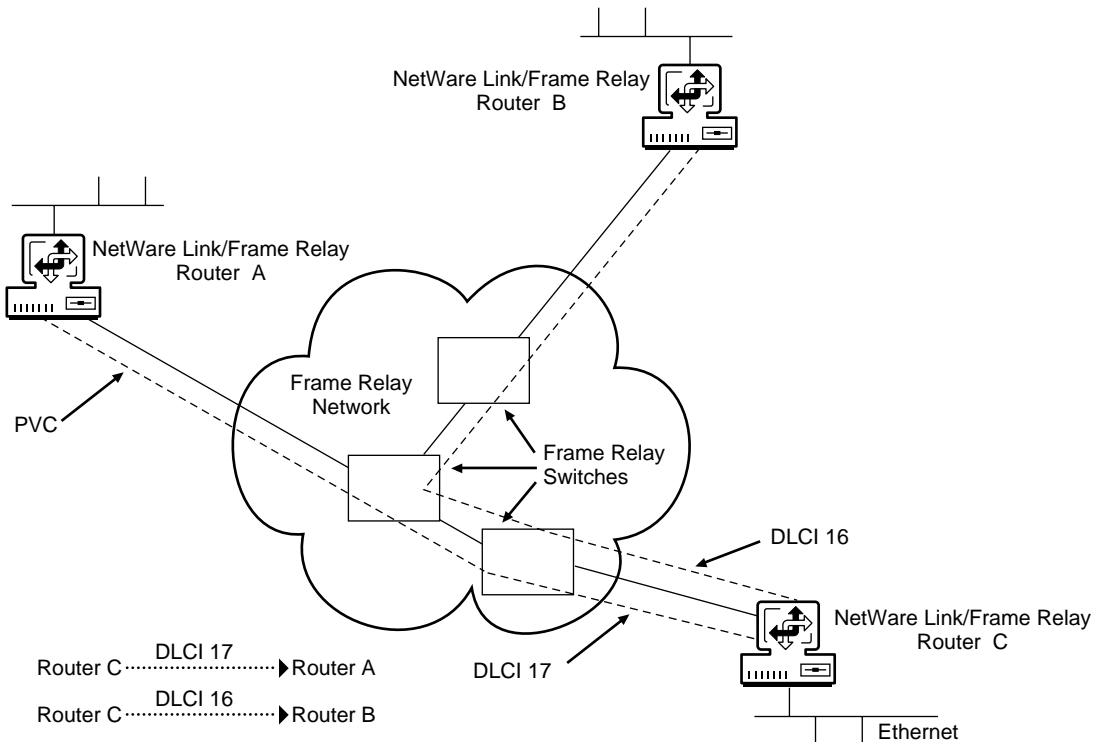 NetWare Link/Frame Relay
Router B
NetWare Link/Frame Relay
Router A
Frame Relay
Network
PVC
Frame Relay
Switches
DLCI 16
NetWare Link/Frame Relay
Router C
DLCI 17
DLCI 17
Router C Router A
DLCI 16
Router C Router B
Ethernet